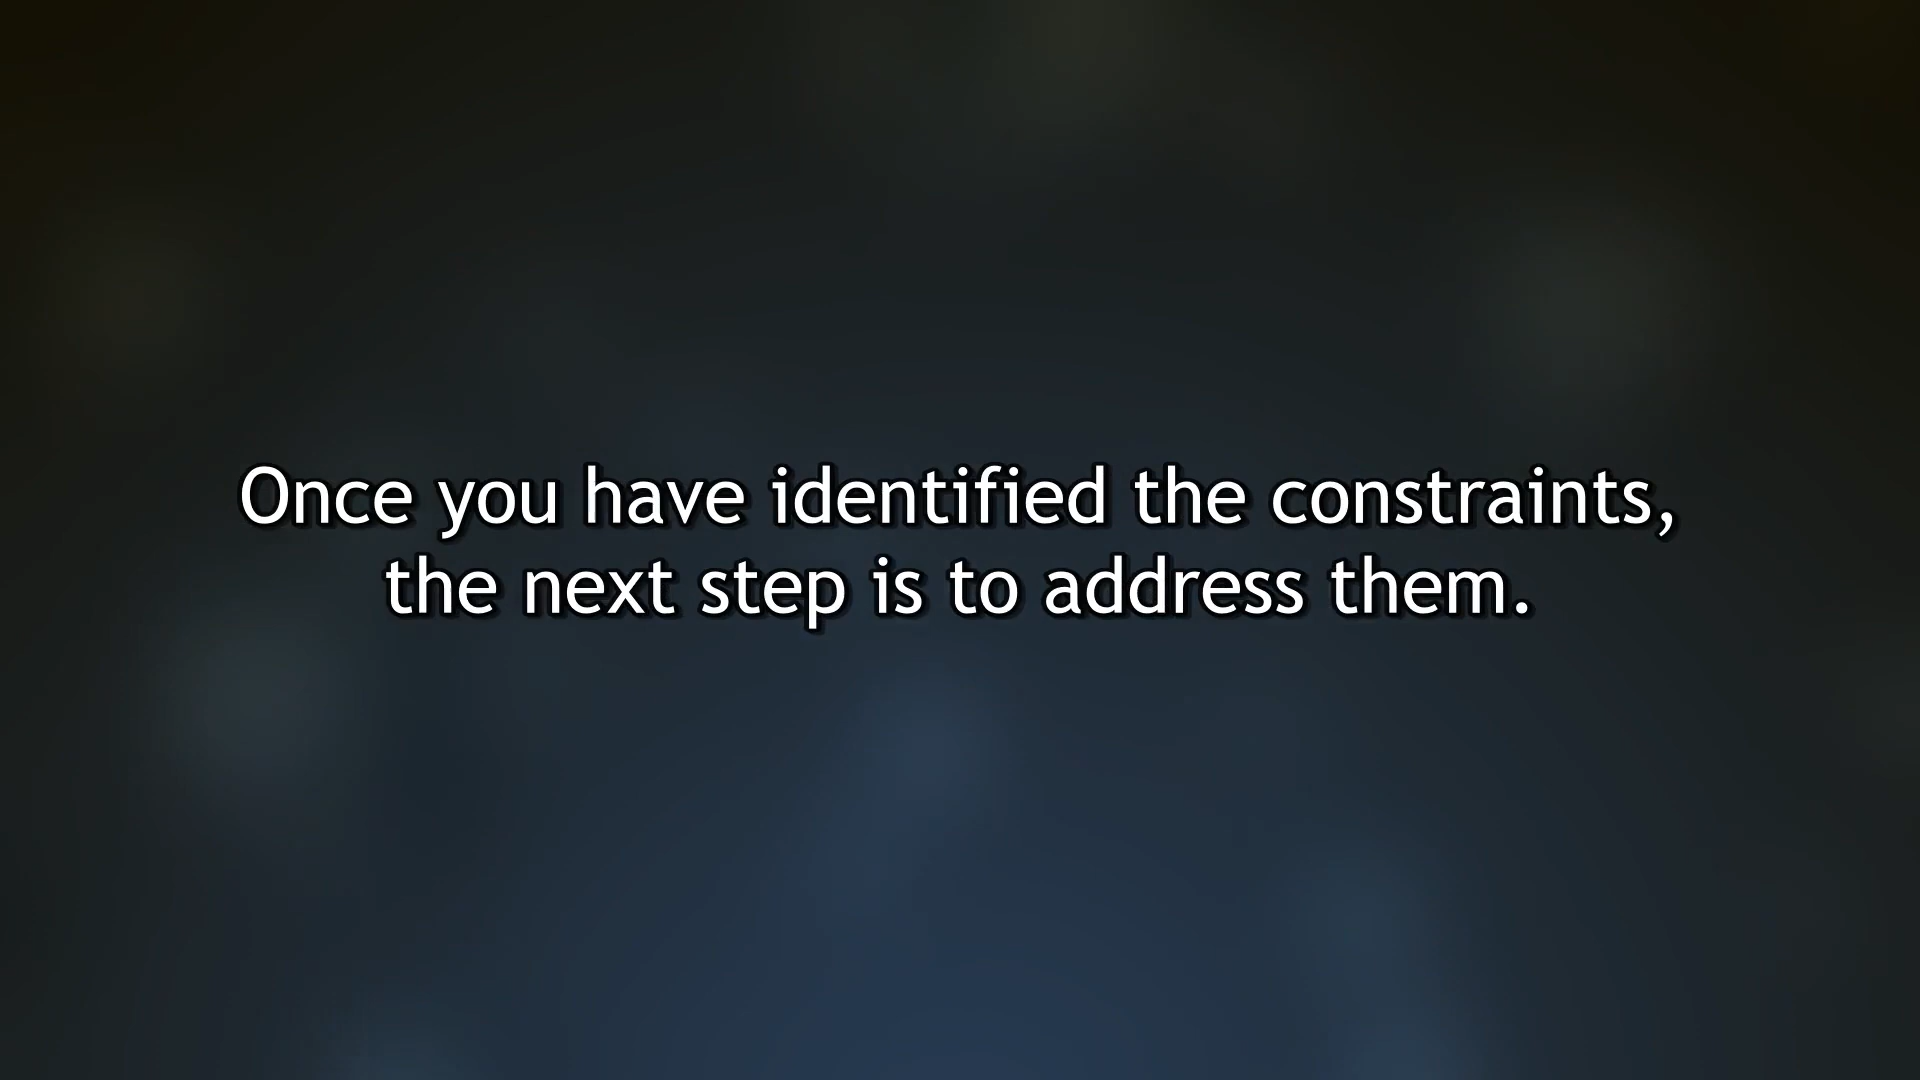 Once you have identified the constraints,
the next step is to address them.